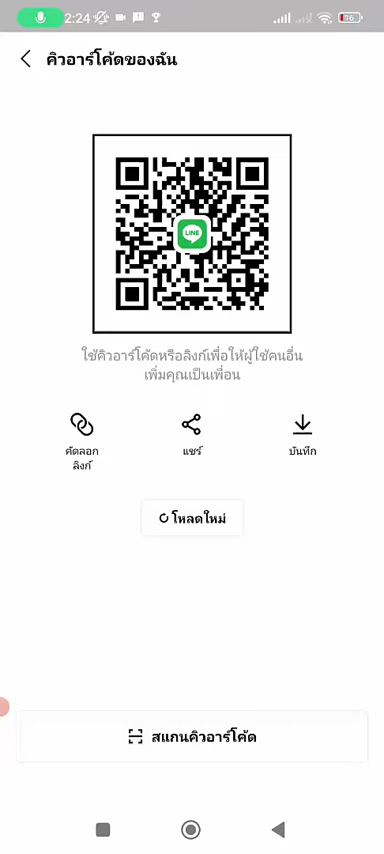 2:24
16
คิวอาร์โค้ดของฉัน
LINE
ใช้คิวอาร์โค้ดหรือลิงก์เพื่อให้ผู้ใช้คนอื่น
เพิ่มคุณเป็นเพื่อน
คัดลอก
ลิงก์
แชร์
บันทึก
โหลดใหม่
สแกนคิวอาร์โค้ด